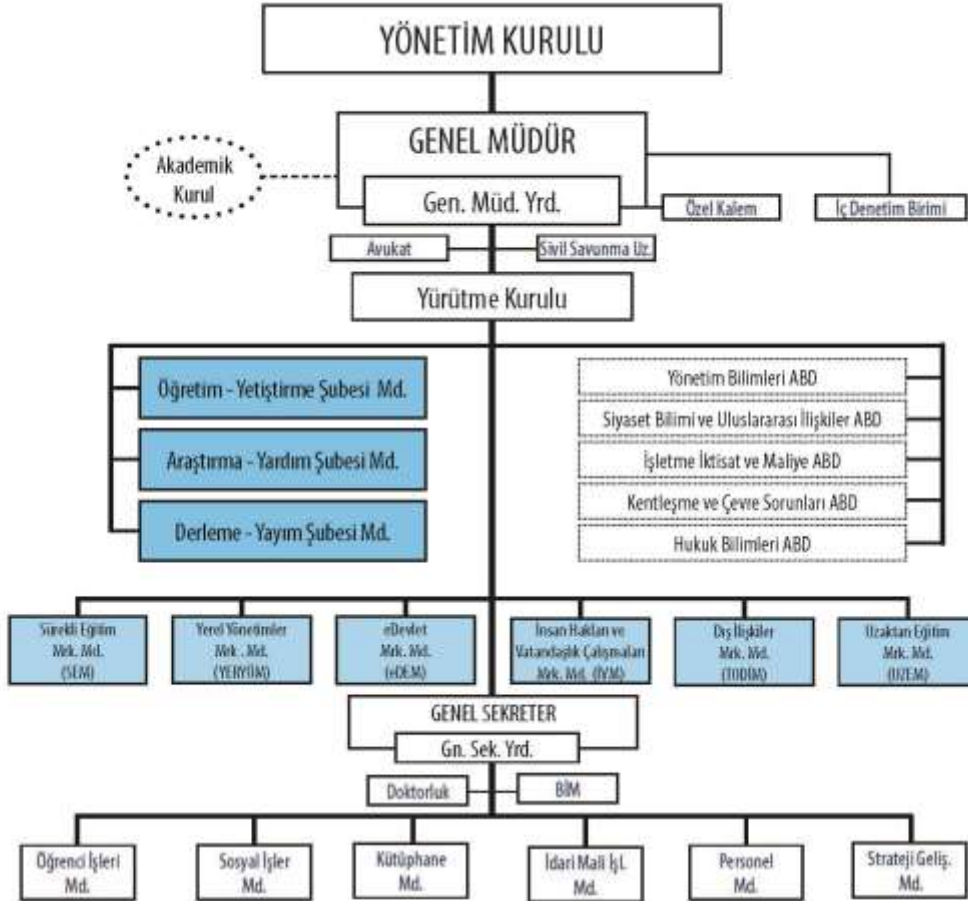 YÖNETİM KURULU
GENEL MÜDÜR
Akademik
Kurul
Gen. Müd. Yrd.
Özel Kalem
İç Denetim Birimi
Avukat
Sivil Savunma Uz.
Yürütme Kurulu
Öğretim - Yetiştirme Şubesi Md.
Araştırma - Yardım Şubesi Md.
Derleme - Yayım Şubesi Md.
Yönetim Bilimleri ABD
Siyaset Bilimi ve Uluslararası İlişkiler ABD
İşletme İktisat ve Maliye ABD
Kentleşme ve Çevre Sorunları ABD
Hukuk Bilimleri ABD
Sürekli Eğitim
Mrk. Md.
(SEM)
Yerel Yönetimler
Mrk . Md.
(YERYÖM)
eDevlet
Mrk. Md.
(eDEM)
İnsan Hakları ve
Vatandaşlık Çalışmaları
Mrk. Md. (İYM)
Dış İlişkiler
Mrk. Md.
(TODİM)
Uzaktan Eğitim
Mrk. Md.
(UZEM)
GENEL SEKRETER
Gn. Sek. Yrd.
Doktorluk
BİM
Öğrenci İşleri
Md.
Sosyal İşler
Md.
Kütüphane
Md.
İdari Mali İşl.
Md.
Personel
Md.
Strateji Geliş.
Md.